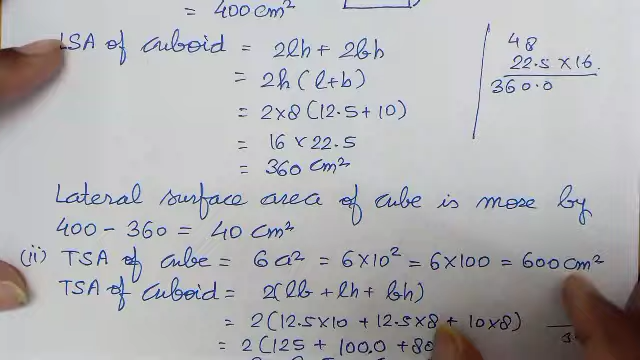 = 400 cm²
LSA of cuboid = 2lh + 2bh
= 2h (l+b)
= 2×8 (12.5 + 10)
= 16 × 22.5
= 360 cm²
48
22.5 × 16
360.0
Lateral surface area of cube is more by
400 - 360 = 40 cm²
(ii) TSA of cube = 6a² = 6×10² = 6×100 = 600 cm²
TSA of cuboid = 2(lb + lh + bh)
= 2 (12.5×10 + 12.5×8 + 10×8)
= 2 (125 + 100.0 + 80